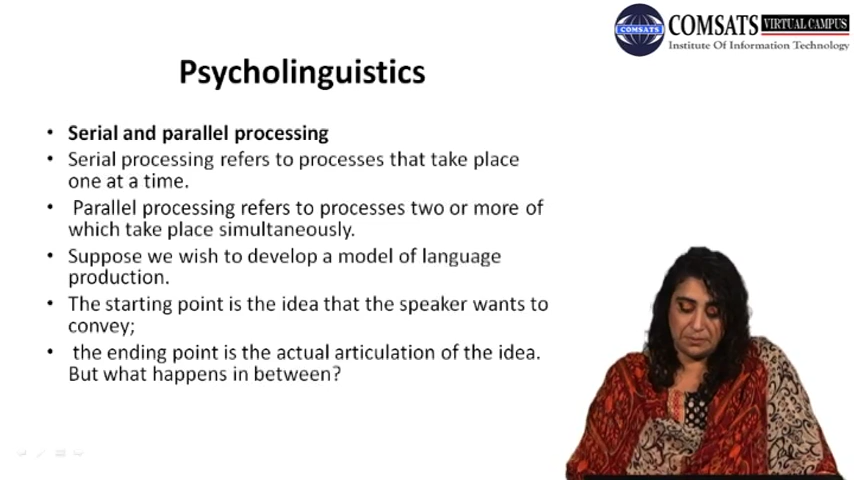 COMSATS VIRTUAL CAMPUS
COMSATS
Institute Of Information Technology
Psycholinguistics
• Serial and parallel processing
• Serial processing refers to processes that take place
one at a time.
• Parallel processing refers to processes two or more of
which take place simultaneously.
• Suppose we wish to develop a model of language
production.
• The starting point is the idea that the speaker wants to
convey;
• the ending point is the actual articulation of the idea.
But what happens in between?